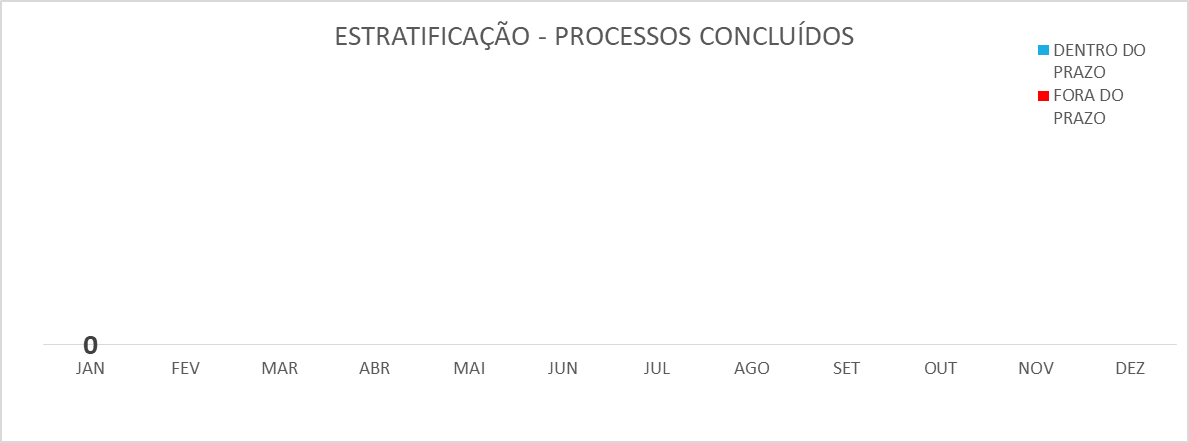 ESTRATIFICAÇÃO - PROCESSOS CONCLUÍDOS
DENTRO DO
PRAZO
FORA DO
PRAZO
0
JAN FEV MAR ABR MAI JUN JUL AGO SET OUT NOV DEZ